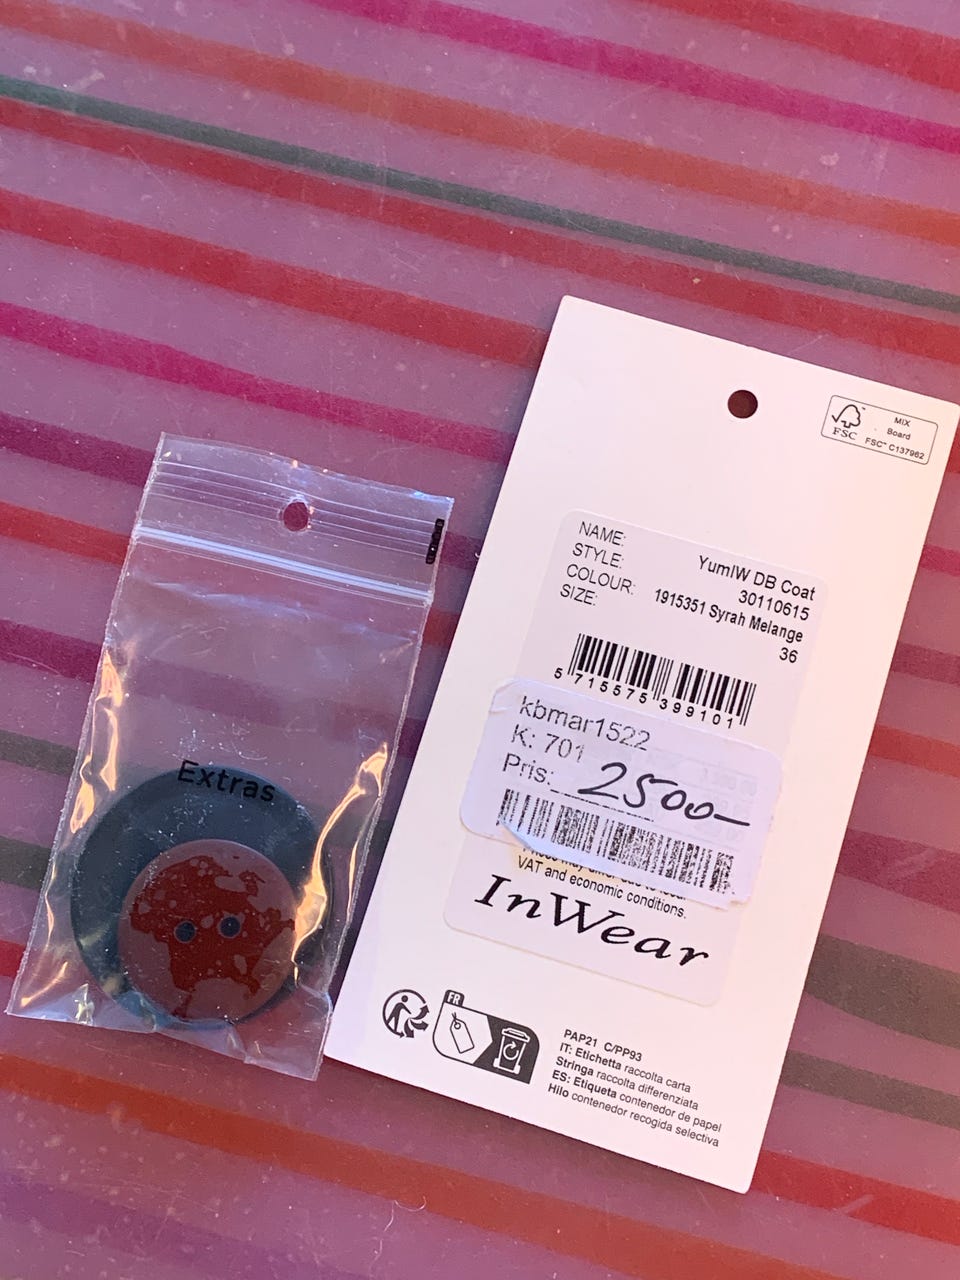 Extras
MIX
Board
FSC
FSC™ C137962
NAME: YumIW DB Coat
STYLE: 30110615
COLOUR: 1915351 Syrah Melange
SIZE: 36
5 715575 399101
kbmar1522
K: 701
Pris: 2500-
VAT and economic conditions.
InWear
FR
PAP21 C/PP93
IT: Etichetta raccolta carta
Stringa raccolta differenziata
ES: Etiqueta contenedor de papel
Hilo contenedor recogida selectiva